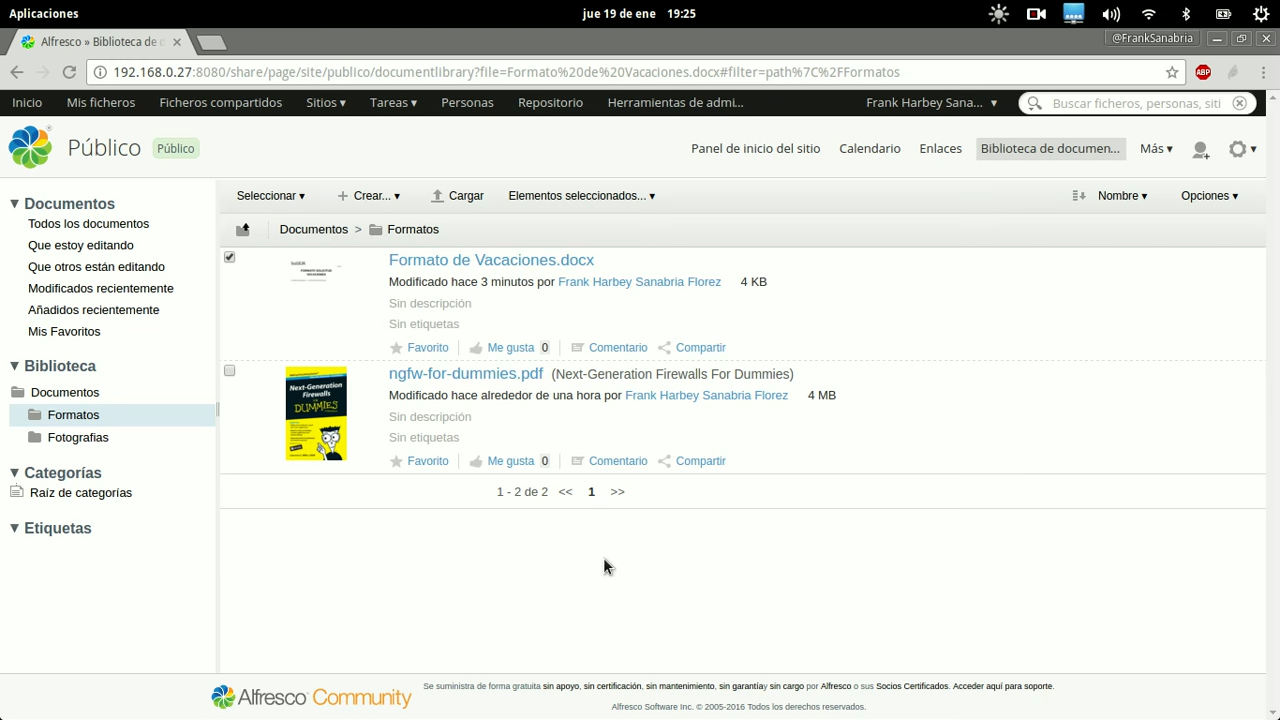 Aplicaciones
jue 19 de ene 19:25
Alfresco » Biblioteca de d
@FrankSanabria
192.168.0.27:8080/share/page/site/publico/documentlibrary?file=Formato%20de%20Vacaciones.docx#filter=path%7C%2FFormatos
ABP
Inicio Mis ficheros Ficheros compartidos Sitios ▾ Tareas ▾ Personas Repositorio Herramientas de admi... Frank Harbey Sana... ▾ Buscar ficheros, personas, siti
Público Público
Panel de inicio del sitio Calendario Enlaces Biblioteca de documen... Más ▾
Documentos
Todos los documentos
Que estoy editando
Que otros están editando
Modificados recientemente
Añadidos recientemente
Mis Favoritos
Biblioteca
Documentos
Formatos
Fotografias
Categorías
Raíz de categorías
Etiquetas
Seleccionar ▾ Crear... ▾ Cargar Elementos seleccionados... ▾ Nombre ▾ Opciones ▾
Documentos > Formatos
Formato de Vacaciones.docx
Modificado hace 3 minutos por Frank Harbey Sanabria Florez 4 KB
Sin descripción
Sin etiquetas
Favorito Me gusta 0 Comentario Compartir
Next-Generation
Firewalls
FOR
DUMMIES
ngfw-for-dummies.pdf (Next-Generation Firewalls For Dummies)
Modificado hace alrededor de una hora por Frank Harbey Sanabria Florez 4 MB
Sin descripción
Sin etiquetas
Favorito Me gusta 0 Comentario Compartir
1 - 2 de 2 << 1 >>
Alfresco Community
Se suministra de forma gratuita sin apoyo, sin certificación, sin mantenimiento, sin garantíay sin cargo por Alfresco o sus Socios Certificados. Acceder aquí para soporte.
Alfresco Software Inc. © 2005-2016 Todos los derechos reservados.